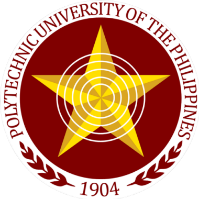 POLYTECHNIC UNIVERSITY OF THE PHILIPPINES
1904